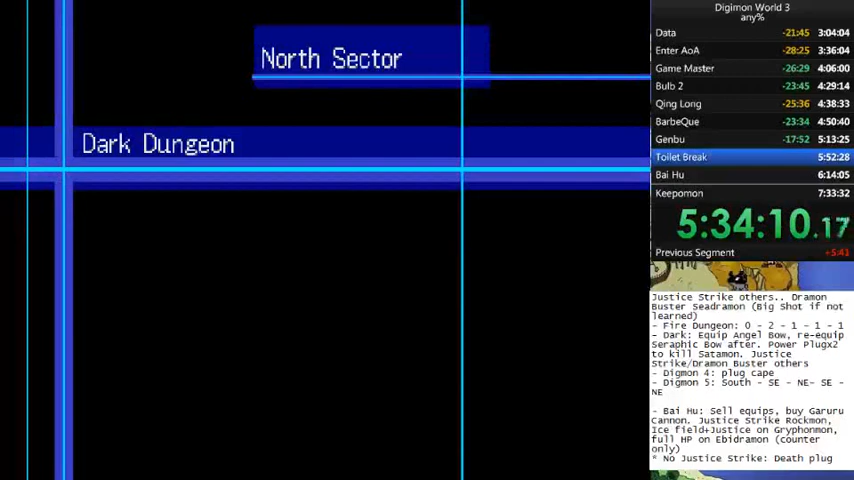 North Sector
Dark Dungeon
Digimon World 3
any%
Data -21:45 3:04:04
Enter AoA -28:25 3:36:04
Game Master -26:29 4:06:00
Bulb 2 -23:45 4:29:14
Qing Long -25:36 4:38:33
BarbeQue -23:34 4:50:40
Genbu -17:52 5:13:25
Toilet Break 5:52:28
Bai Hu 6:14:05
Keepomon 7:33:32
5:34:10.17
Previous Segment +5:41
Justice Strike others.. Dramon
Buster Seadramon (Big Shot if not
learned)
- Fire Dungeon: 0 - 2 - 1 - 1 - 1
- Dark: Equip Angel Bow, re-equip
Seraphic Bow after. Power Plugx2
to kill Satamon. Justice
Strike/Dramon Buster others
- Digmon 4: plug cape
- Digmon 5: South - SE - NE- SE -
NE
- Bai Hu: Sell equips, buy Garuru
Cannon. Justice Strike Rockmon,
Ice field+Justice on Gryphonmon,
full HP on Ebidramon (counter
only)
* No Justice Strike: Death plug